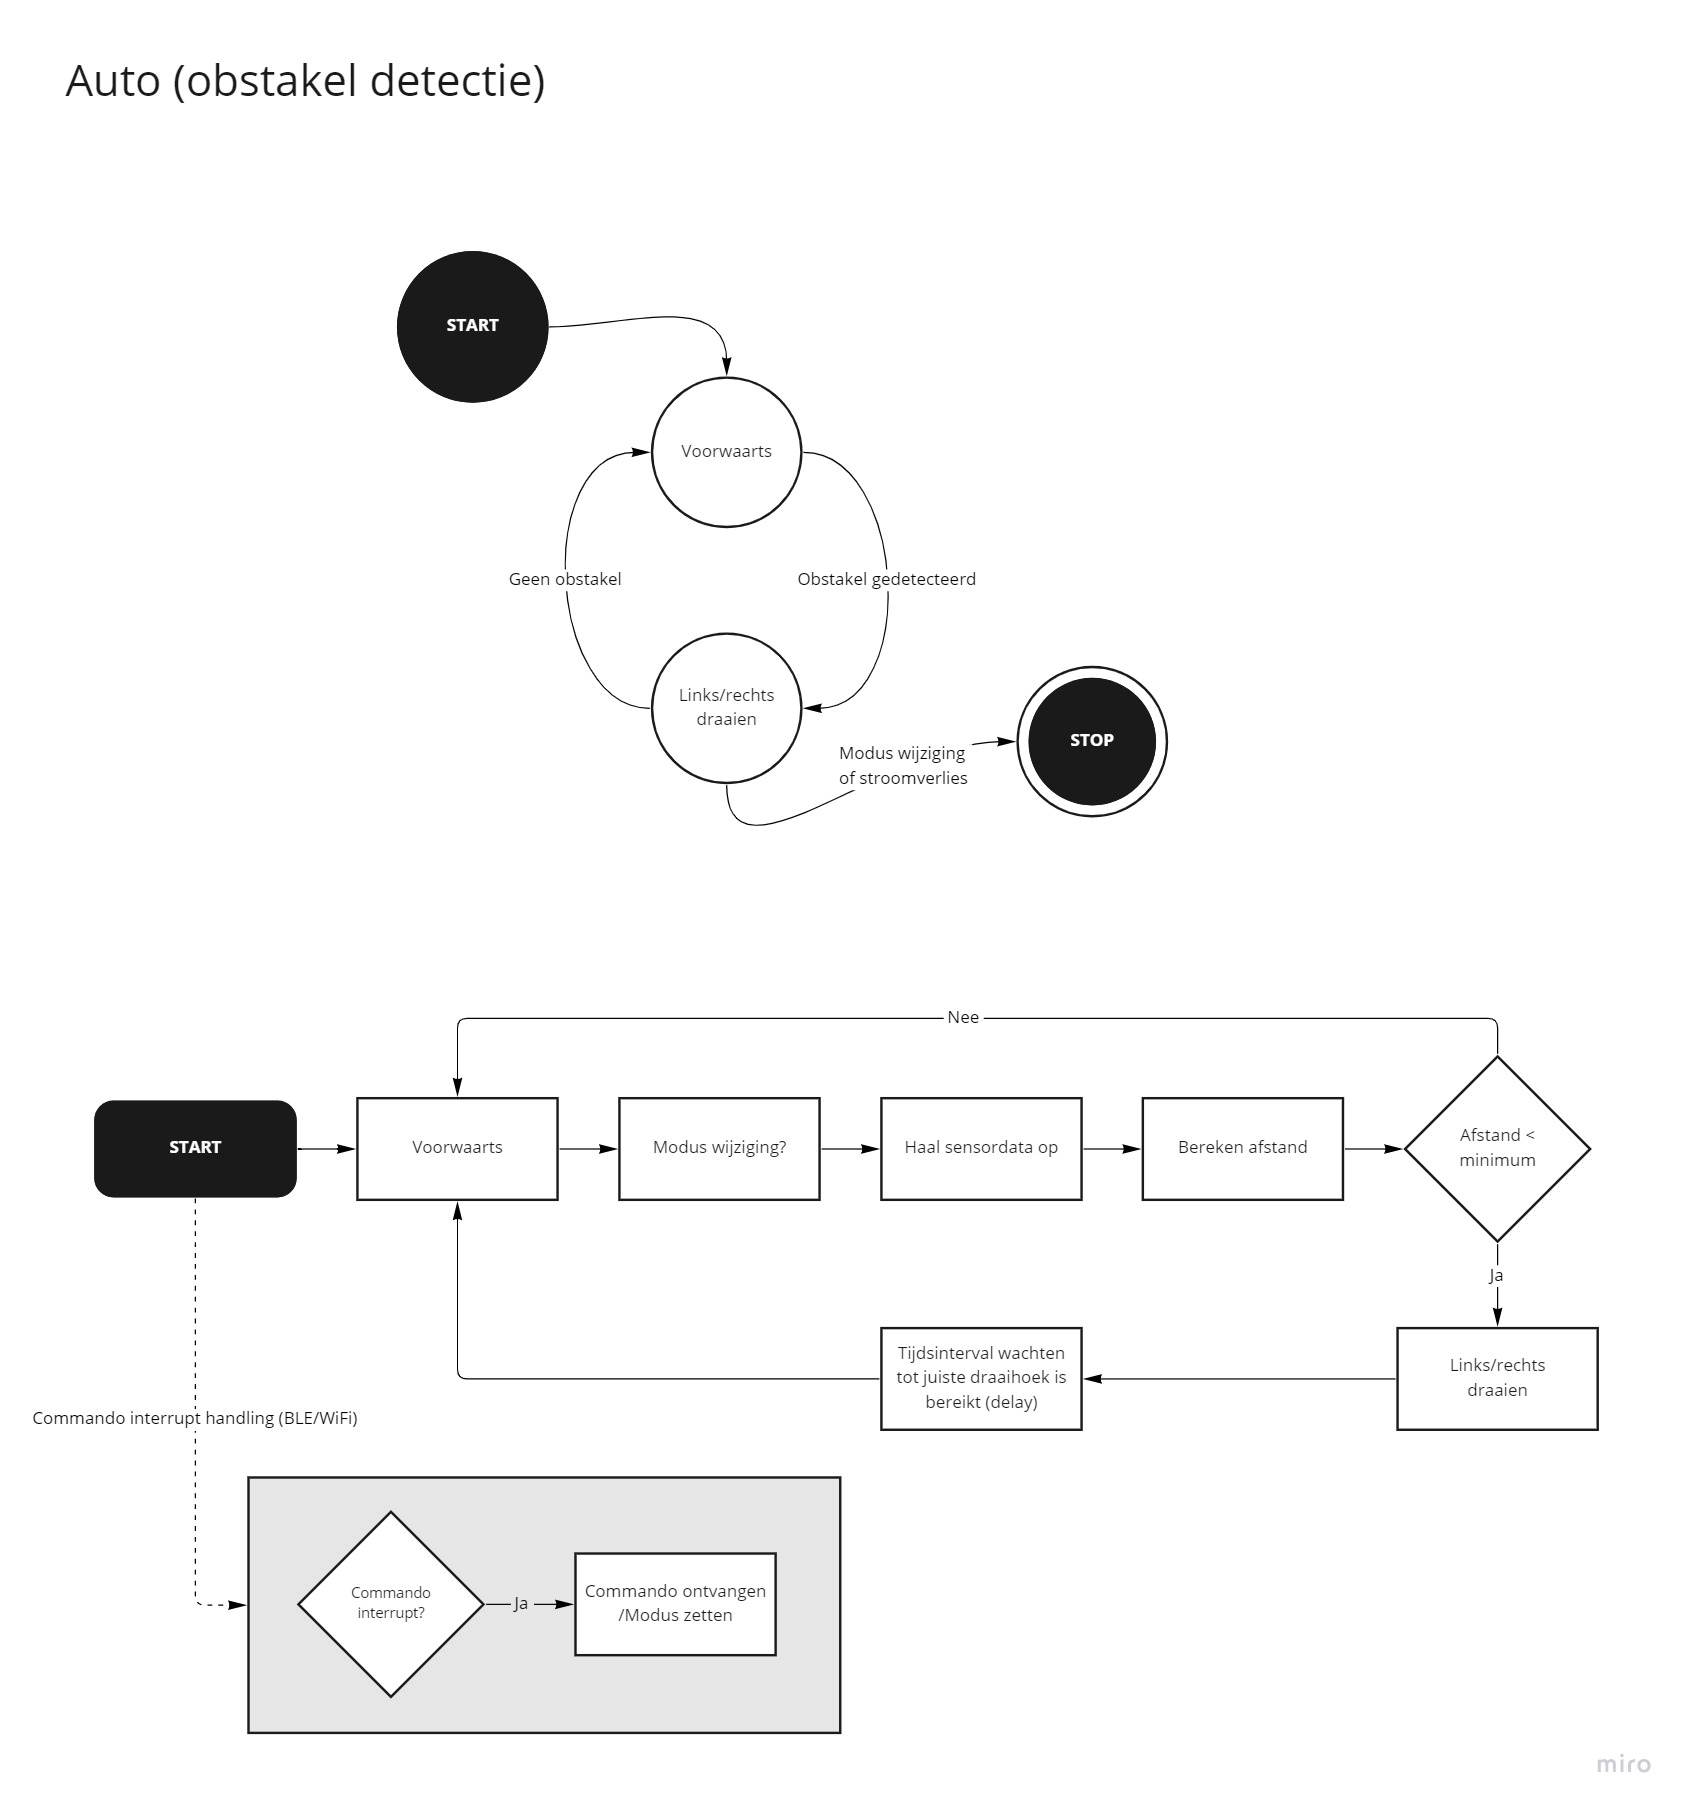 Auto (obstakel detectie)
START
Voorwaarts
Geen obstakel
Obstakel gedetecteerd
Links/rechts
draaien
Modus wijziging
of stroomverlies
STOP
Nee
START
Voorwaarts
Modus wijziging?
Haal sensordata op
Bereken afstand
Afstand <
minimum
Ja
Links/rechts
draaien
Tijdsinterval wachten
tot juiste draaihoek is
bereikt (delay)
Commando interrupt handling (BLE/WiFi)
Commando
interrupt?
Ja
Commando ontvangen
/Modus zetten
miro